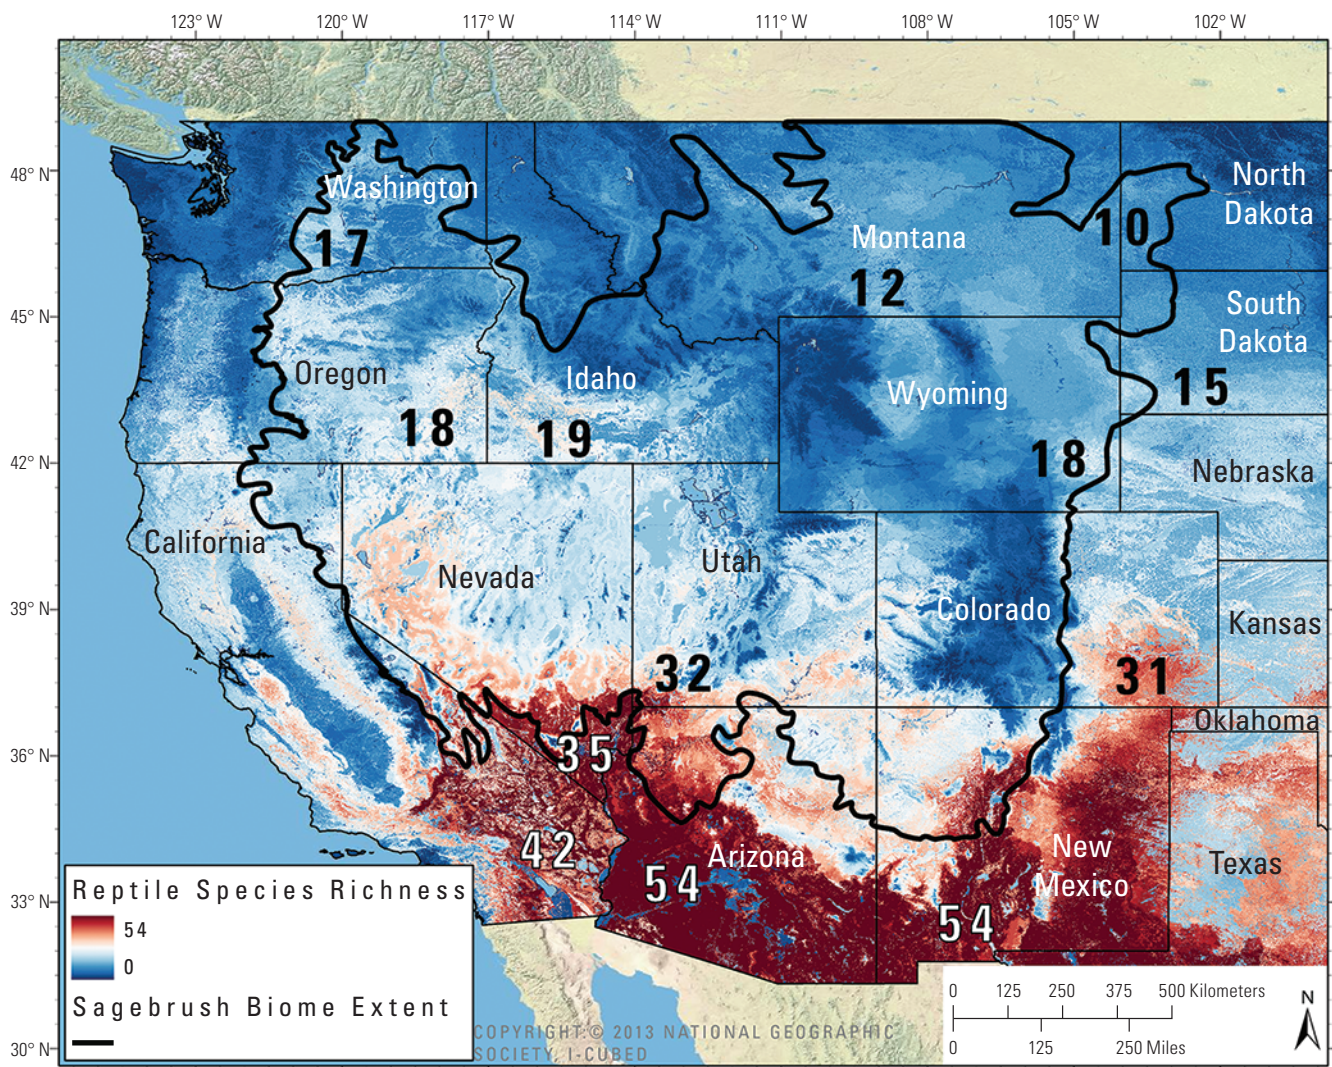 123° W 120° W 117° W 114° W 111° W 108° W 105° W 102° W
48° N
45° N
42° N
39° N
36° N
33° N
30° N
Washington
17
Montana
12
10
North
Dakota
South
Dakota
15
Oregon
18
Idaho
19
Wyoming
18
Nebraska
California
Nevada
Utah
32
Colorado
31
Kansas
Oklahoma
35
42
Arizona
54
New
Mexico
54
Texas
Reptile Species Richness
54
0
Sagebrush Biome Extent
COPYRIGHT:© 2013 NATIONAL GEOGRAPHIC
SOCIETY, I-CUBED
0 125 250 375 500 Kilometers
0 125 250 Miles
N